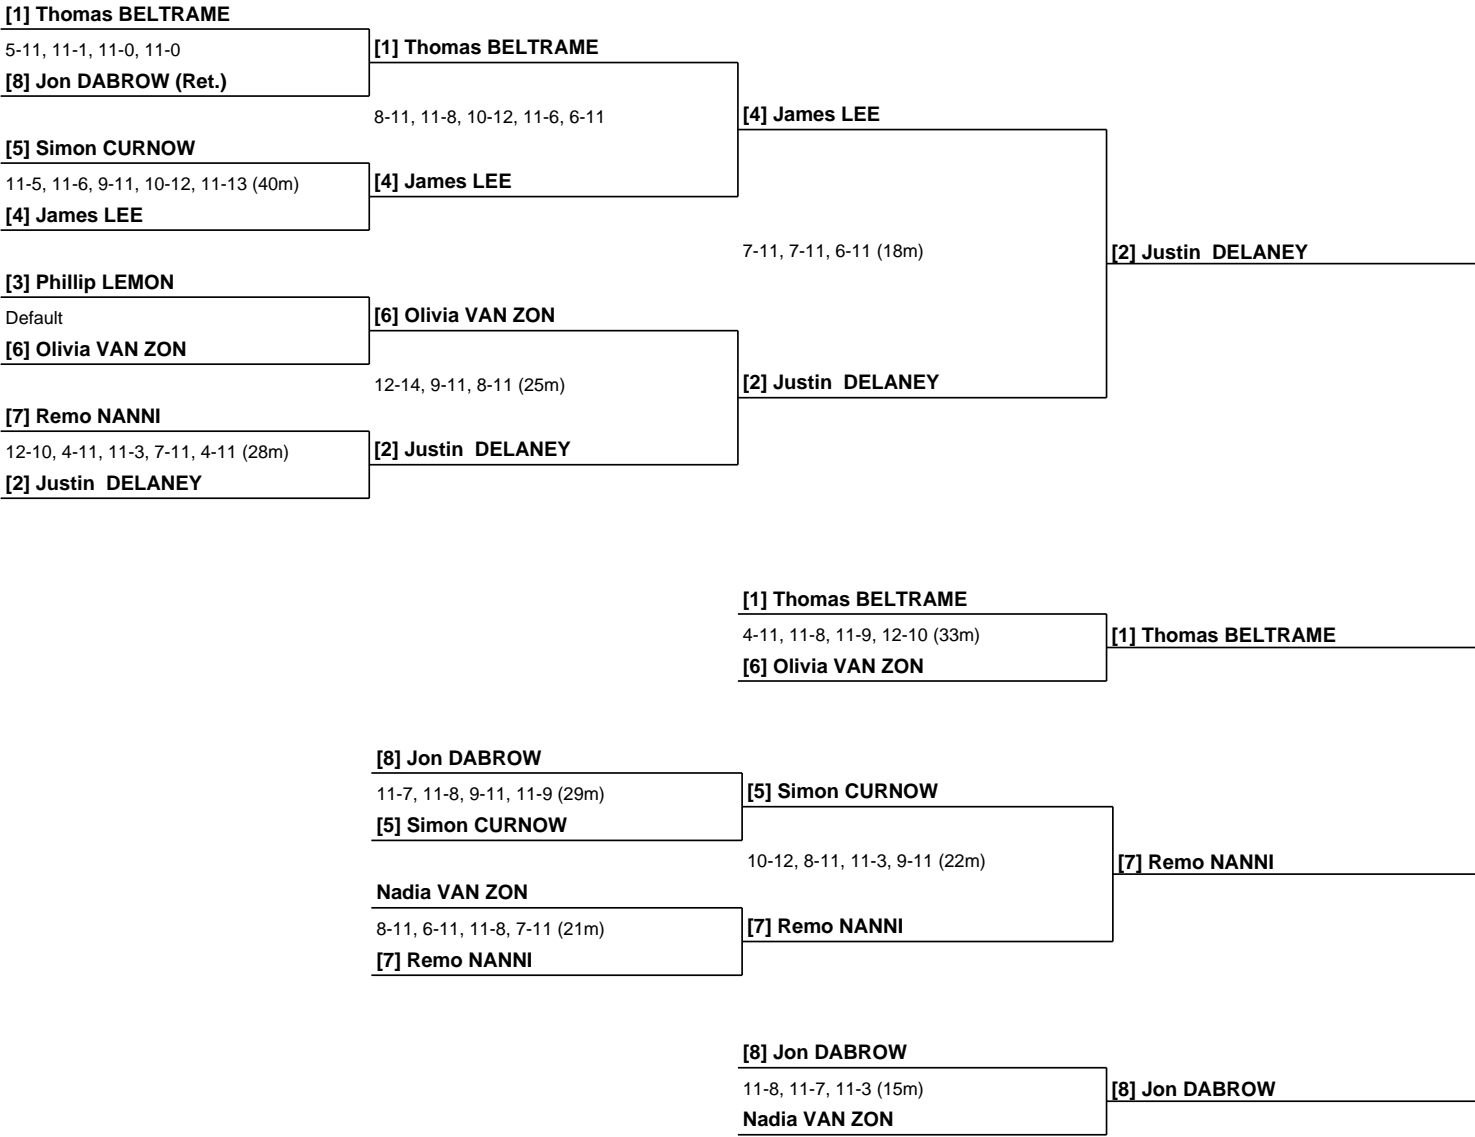 [1] Thomas BELTRAME
5-11, 11-1, 11-0, 11-0
[8] Jon DABROW (Ret.)
[1] Thomas BELTRAME
8-11, 11-8, 10-12, 11-6, 6-11
[4] James LEE
[5] Simon CURNOW
11-5, 11-6, 9-11, 10-12, 11-13 (40m)
[4] James LEE
[4] James LEE
7-11, 7-11, 6-11 (18m)
[2] Justin  DELANEY
[3] Phillip LEMON
Default
[6] Olivia VAN ZON
[6] Olivia VAN ZON
12-14, 9-11, 8-11 (25m)
[2] Justin  DELANEY
[7] Remo NANNI
12-10, 4-11, 11-3, 7-11, 4-11 (28m)
[2] Justin  DELANEY
[2] Justin  DELANEY
[1] Thomas BELTRAME
4-11, 11-8, 11-9, 12-10 (33m)
[6] Olivia VAN ZON
[1] Thomas BELTRAME
[8] Jon DABROW
11-7, 11-8, 9-11, 11-9 (29m)
[5] Simon CURNOW
[5] Simon CURNOW
10-12, 8-11, 11-3, 9-11 (22m)
[7] Remo NANNI
Nadia VAN ZON
8-11, 6-11, 11-8, 7-11 (21m)
[7] Remo NANNI
[7] Remo NANNI
[8] Jon DABROW
11-8, 11-7, 11-3 (15m)
Nadia VAN ZON
[8] Jon DABROW